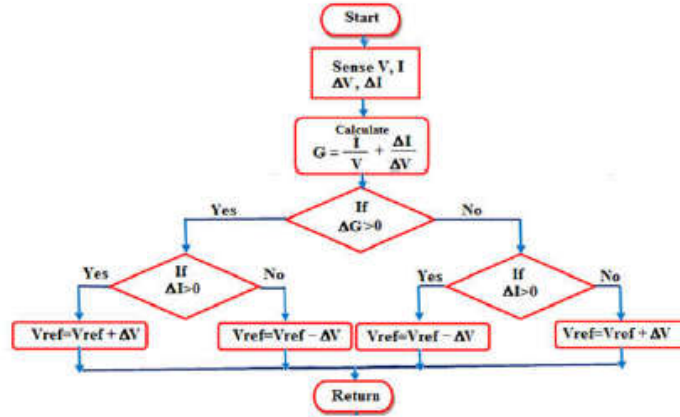 Start
Sense V, I
ΔV, ΔI
Calculate
G = I/V + ΔI/ΔV
If
ΔG>0
Yes
No
If
ΔI>0
Yes
No
If
ΔI>0
Yes
No
Vref=Vref + ΔV
Vref=Vref − ΔV
Vref=Vref − ΔV
Vref=Vref + ΔV
Return